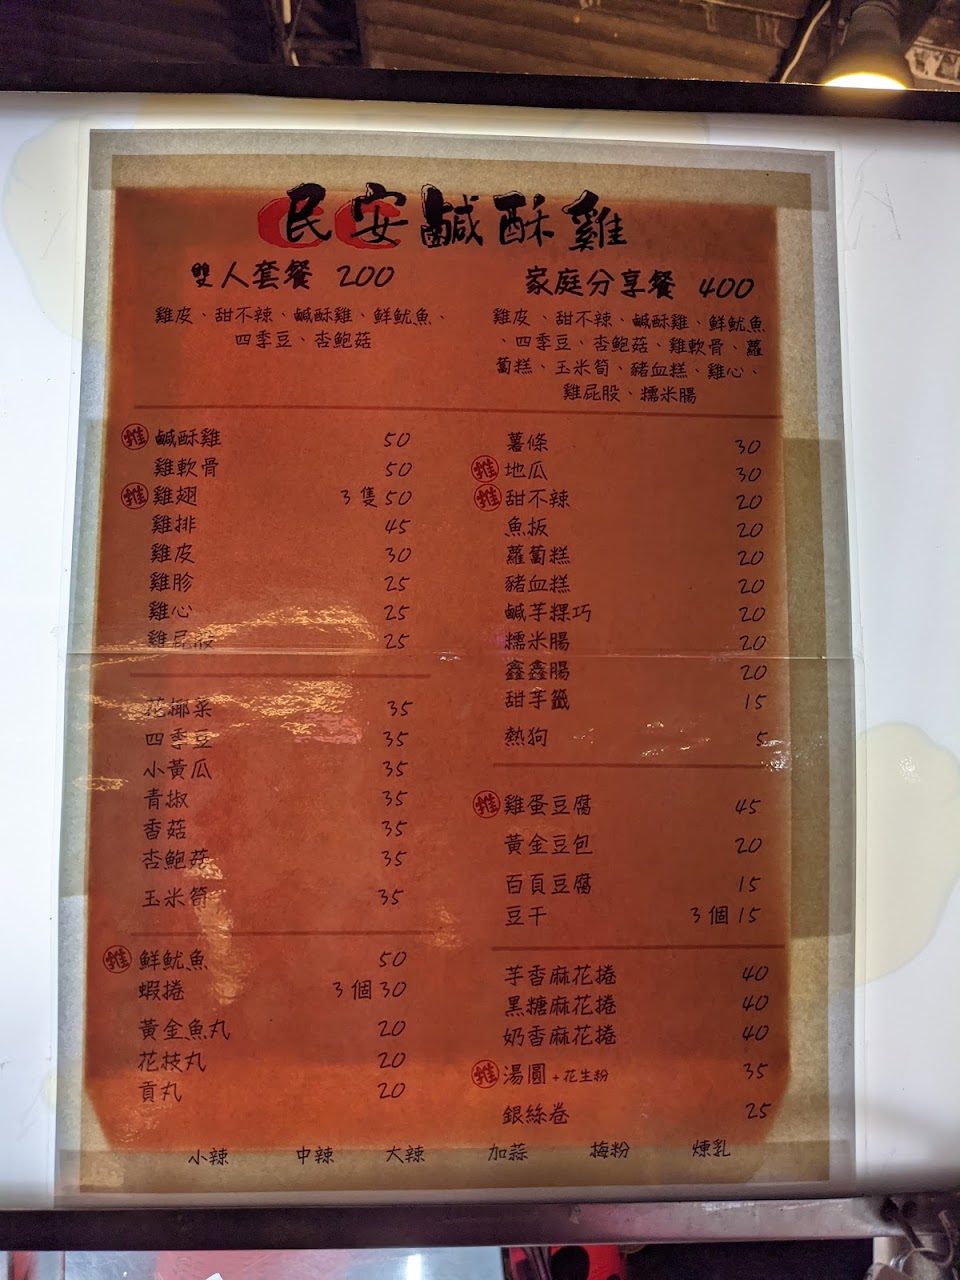 民安鹹酥雞
雙人套餐 200
雞皮、甜不辣、鹹酥雞、鮮魷魚、
四季豆、杏鮑菇
家庭分享餐 400
雞皮、甜不辣、鹹酥雞、鮮魷魚
、四季豆、杏鮑菇、雞軟骨、蘿
蔔糕、玉米筍、豬血糕、雞心、
雞屁股、糯米腸
推 鹹酥雞 50
雞軟骨 50
推 雞翅 3隻50
雞排 45
雞皮 30
雞胗 25
雞心 25
雞屁股 25
花椰菜 35
四季豆 35
小黃瓜 35
青椒 35
香菇 35
杏鮑菇 35
玉米筍 35
推 鮮魷魚 50
蝦捲 3個30
黃金魚丸 20
花枝丸 20
貢丸 20
薯條 30
推 地瓜 30
推 甜不辣 20
魚板 20
蘿蔔糕 20
豬血糕 20
鹹芋粿巧 20
糯米腸 20
鑫鑫腸 20
甜芋籤 15
熱狗 5
推 雞蛋豆腐 45
黃金豆包 20
百頁豆腐 15
豆干 3個15
芋香麻花捲 40
黑糖麻花捲 40
奶香麻花捲 40
推 湯圓+花生粉 35
銀絲卷 25
小辣 中辣 大辣 加蒜 梅粉 煉乳